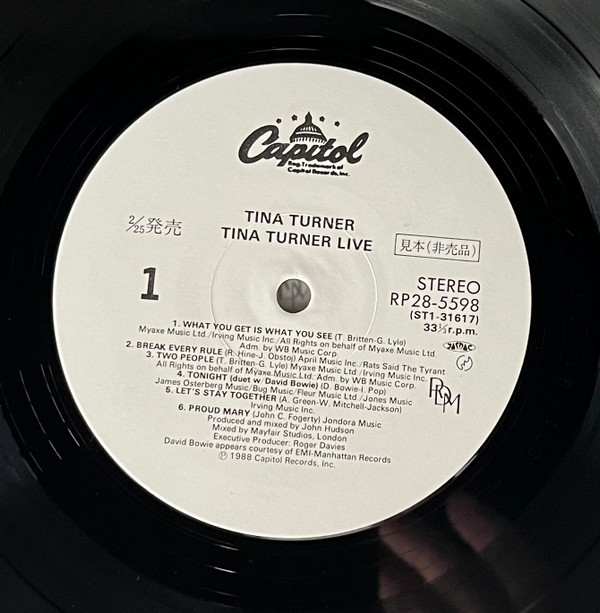 Capitol
Reg. Trademark of
Capitol Records, Inc.
TINA TURNER
TINA TURNER LIVE
2/25発売
見本(非売品)
1
STEREO
RP28-5598
(ST1-31617)
33⅓r.p.m.
1. WHAT YOU GET IS WHAT YOU SEE (T. Britten-G. Lyle)
Myaxe Music Ltd./Irving Music Inc./All Rights on behalf of Myaxe Music Ltd.
Adm. by WB Music Corp.
2. BREAK EVERY RULE (R. Hine-J. Obstoj) April Music Inc./Rats Said The Tyrant
3. TWO PEOPLE (T. Britten-G. Lyle) Myaxe Music Ltd./Irving Music Inc.
All Rights on behalf of Myaxe Music Ltd. Adm. by WB Music Corp.
4. TONIGHT (duet w/David Bowie) (D. Bowie-I. Pop)
James Osterberg Music/Bug Music/Fleur Music Ltd./Jones Music
5. LET'S STAY TOGETHER (A. Green-W. Mitchell-Jackson)
Irving Music Inc.
6. PROUD MARY (John C. Fogerty) Jondora Music
Produced and mixed by John Hudson
Mixed by Mayfair Studios, London
Executive Producer: Roger Davies
David Bowie appears courtesy of EMI-Manhattan Records
Ⓟ 1988 Capitol Records, Inc.
JASRAC